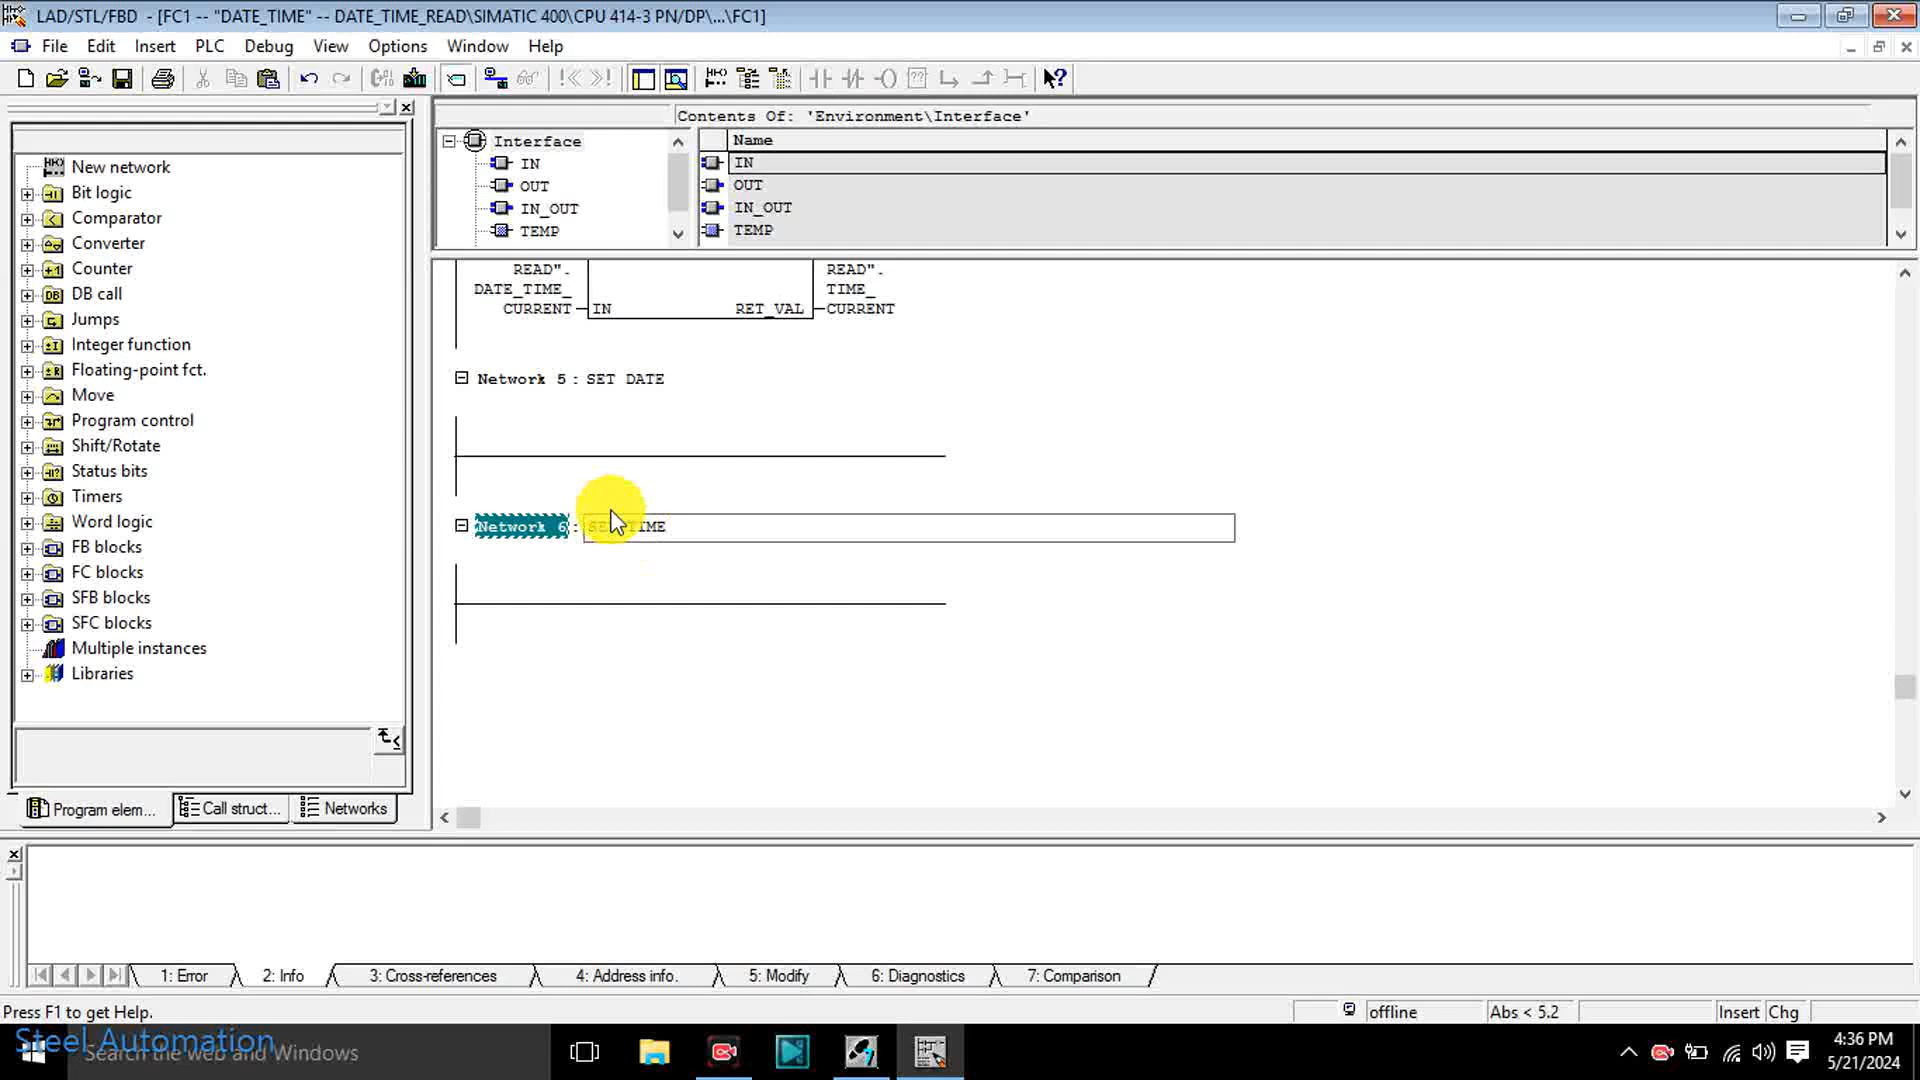 LAD/STL/FBD - [FC1 -- "DATE_TIME" -- DATE_TIME_READ\SIMATIC 400\CPU 414-3 PN/DP\...\FC1]
File Edit Insert PLC Debug View Options Window Help
Contents Of: 'Environment\Interface'
Interface
IN
OUT
IN_OUT
TEMP
Name
IN
OUT
IN_OUT
TEMP
New network
Bit logic
Comparator
Converter
Counter
DB call
Jumps
Integer function
Floating-point fct.
Move
Program control
Shift/Rotate
Status bits
Timers
Word logic
FB blocks
FC blocks
SFB blocks
SFC blocks
Multiple instances
Libraries
Program elem... Call struct... Networks
READ". READ".
DATE_TIME_ TIME_
CURRENT IN RET_VAL CURRENT
Network 5 : SET DATE
Network 6 : SET TIME
1: Error 2: Info 3: Cross-references 4: Address info. 5: Modify 6: Diagnostics 7: Comparison
Press F1 to get Help. offline Abs < 5.2 Insert Chg
Steel Automation
Search the web and Windows
4:36 PM
5/21/2024